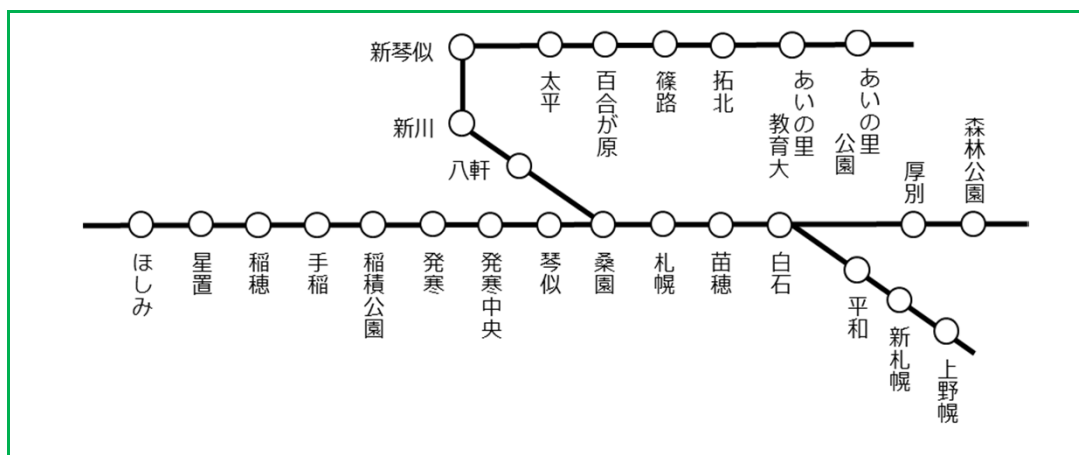 新琴似
太平
百合が原
篠路
拓北
あいの里
教育大
あいの里
公園
新川
八軒
厚別
森林公園
ほしみ
星置
稲穂
手稲
稲積公園
発寒
発寒中央
琴似
桑園
札幌
苗穂
白石
平和
新札幌
上野幌